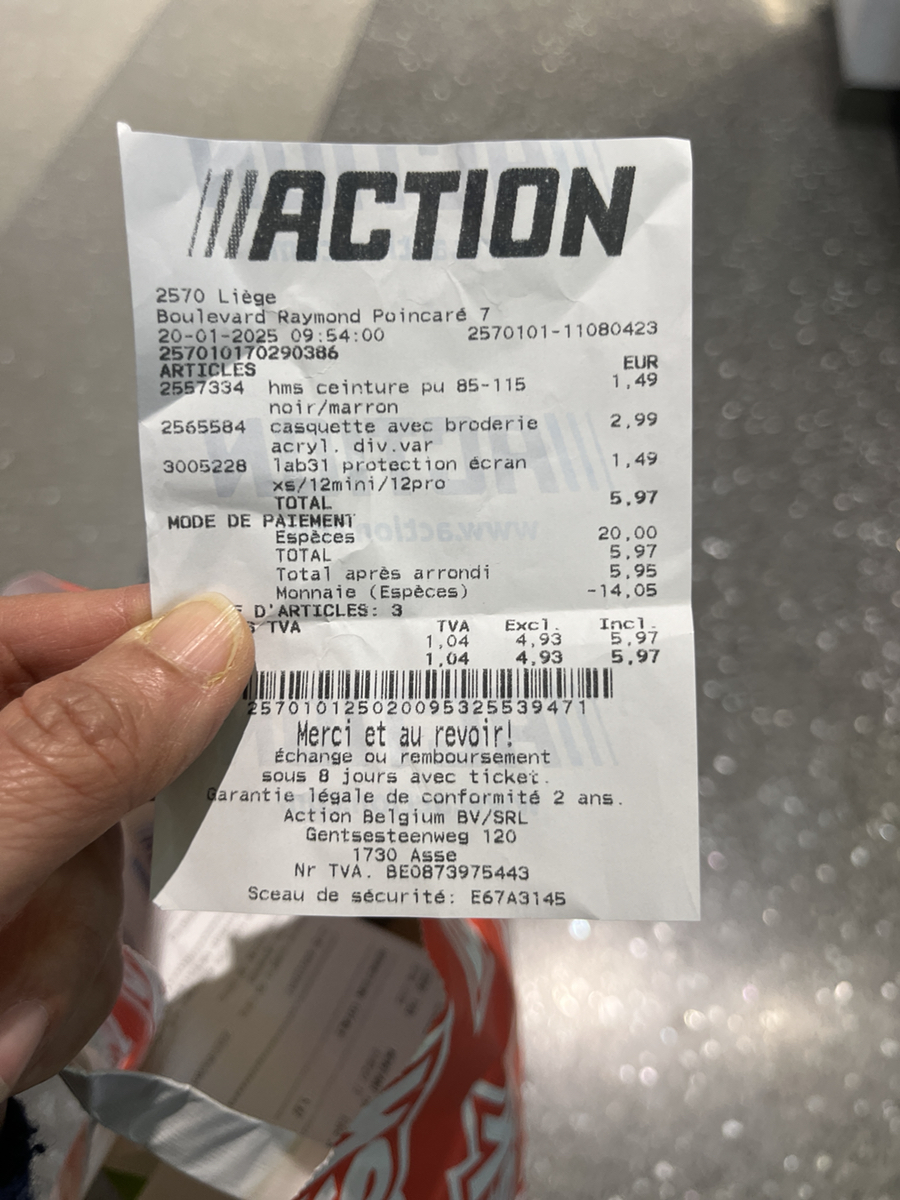 ACTION
2570 Liège
Boulevard Raymond Poincaré 7
20-01-2025 09:54:00 2570101-11080423
257010170290386
ARTICLES EUR
2557334 hms ceinture pu 85-115 1,49
noir/marron
2565584 casquette avec broderie 2,99
acryl. div.var
3005228 lab31 protection écran 1,49
xs/12mini/12pro
TOTAL 5,97
MODE DE PAIEMENT
Espèces 20,00
TOTAL 5,97
Total après arrondi 5,95
Monnaie (Espèces) -14,05
D'ARTICLES: 3
TVA TVA Excl. Incl.
1,04 4,93 5,97
1,04 4,93 5,97
257010125020095325539471
Merci et au revoir!
Échange ou remboursement
sous 8 jours avec ticket.
Garantie légale de conformité 2 ans.
Action Belgium BV/SRL
Gentsesteenweg 120
1730 Asse
Nr TVA. BE0873975443
Sceau de sécurité: E67A3145